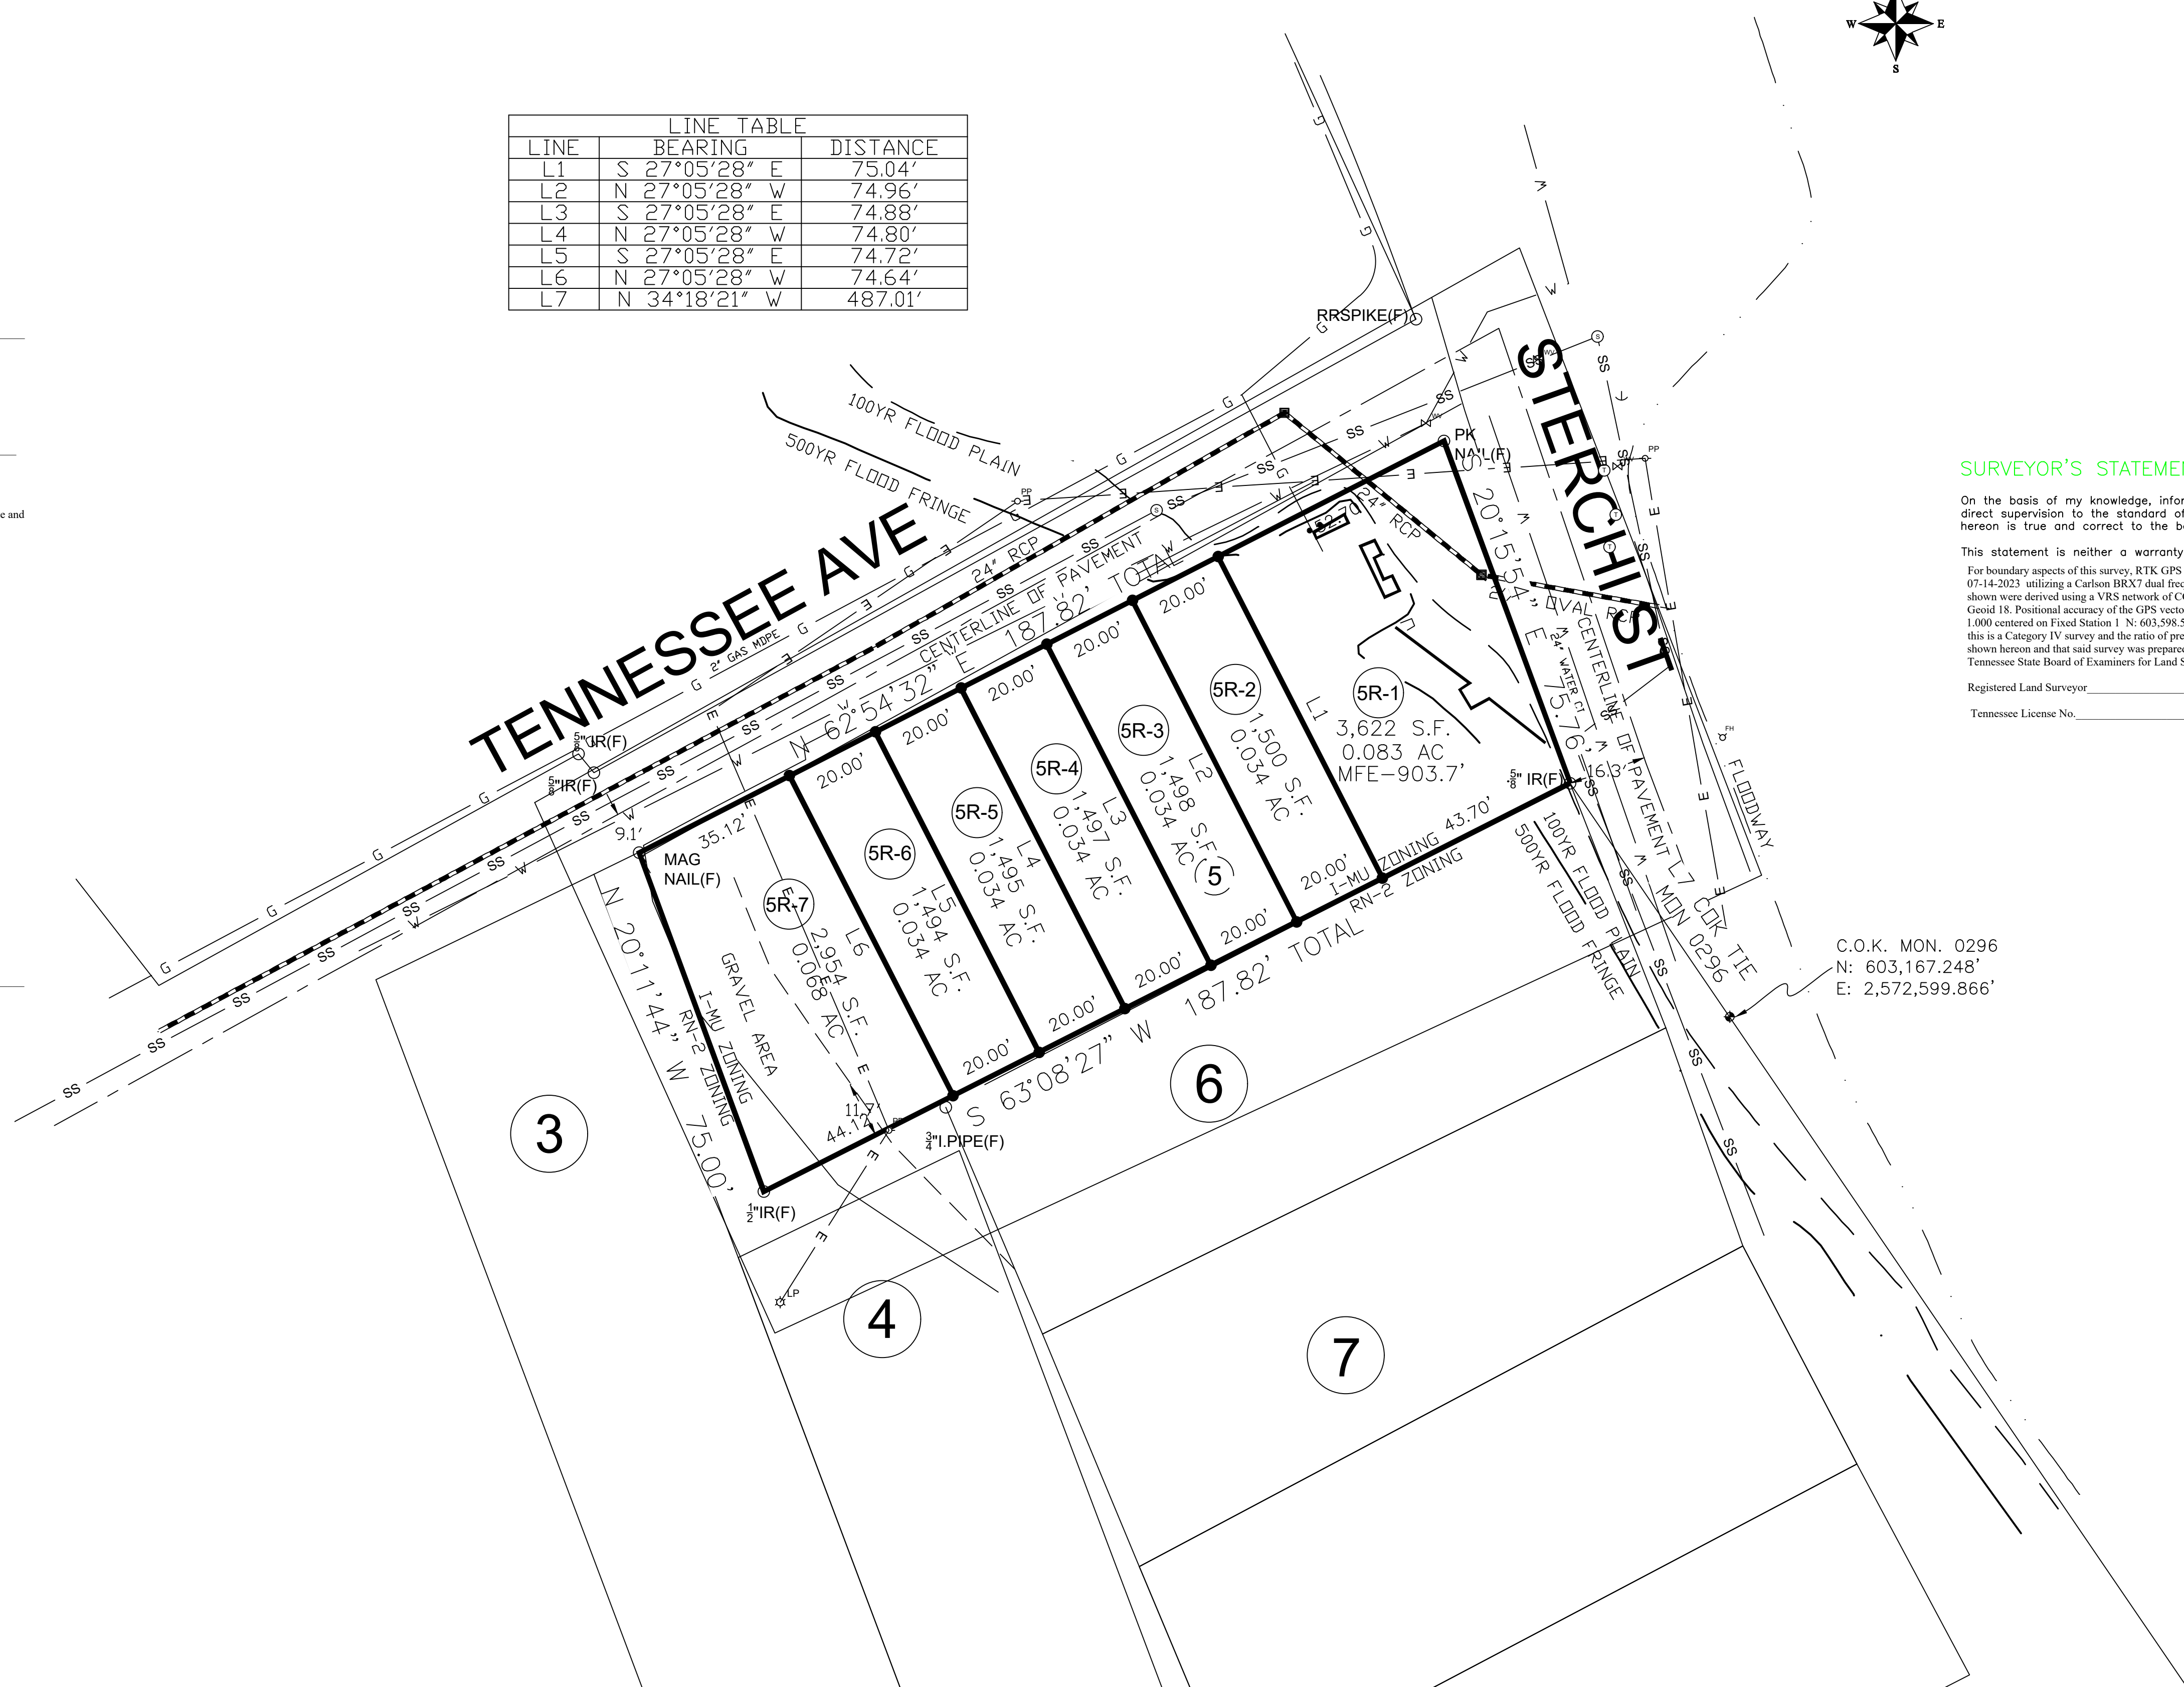 W E
S
LINE TABLE
LINE BEARING DISTANCE
L1 S 27°05'28" E 75.04'
L2 N 27°05'28" W 74.96'
L3 S 27°05'28" E 74.88'
L4 N 27°05'28" W 74.80'
L5 S 27°05'28" E 74.72'
L6 N 27°05'28" W 74.64'
L7 N 34°18'21" W 487.01'
e and
RRSPIKE(F)
100YR FLOOD PLAIN
500YR FLOOD FRINGE
TENNESSEE AVE
STERCHI ST
PK
NAIL(F)
24" RCP
24" RCP
OVAL RCP
CENTERLINE OF PAVEMENT
2" GAS MDPE
N 62°54'32" E 187.82' TOTAL
S 20°15'54" E 75.76'
24" WATER CI
CENTERLINE OF PAVEMENT
52.70'
20.00'
20.00'
20.00'
20.00'
20.00'
35.12'
9.1'
5/8"IR(F)
5/8"IR(F)
MAG
NAIL(F)
5R-1
3,622 S.F.
0.083 AC
MFE-903.7'
L1
5R-2
1,500 S.F.
0.034 AC
L2
5R-3
1,498 S.F.
0.034 AC
L3
5R-4
1,497 S.F.
0.034 AC
L4
5R-5
1,495 S.F.
0.034 AC
L5
5R-6
1,494 S.F.
0.034 AC
L6
5R-7
2,954 S.F.
0.068 AC
5
5/8" IR(F)
16.3'
FH
FLOODWAY
PP
PP
LP
WV
WV
43.70'
20.00'
20.00'
20.00'
20.00'
20.00'
44.12'
11.7'
I-MU ZONING
RN-2 ZONING
100YR FLOOD PLAIN
500YR FLOOD FRINGE
L7 COK TIE
MON 0296
C.O.K. MON. 0296
N: 603,167.248'
E: 2,572,599.866'
S 63°08'27" W 187.82' TOTAL
N 20°11'44" W 75.00'
GRAVEL AREA
I-MU ZONING
RN-2 ZONING
3/4"I.PIPE(F)
1/2"IR(F)
3
4
6
7
SURVEYOR'S STATEME
On the basis of my knowledge, infor
direct supervision to the standard of
hereon is true and correct to the be
This statement is neither a warranty
For boundary aspects of this survey, RTK GPS
07-14-2023 utilizing a Carlson BRX7 dual freq
shown were derived using a VRS network of C
Geoid 18. Positional accuracy of the GPS vecto
1.000 centered on Fixed Station 1 N: 603,598.5
this is a Category IV survey and the ratio of pre
shown hereon and that said survey was prepare
Tennessee State Board of Examiners for Land S
Registered Land Surveyor
Tennessee License No.